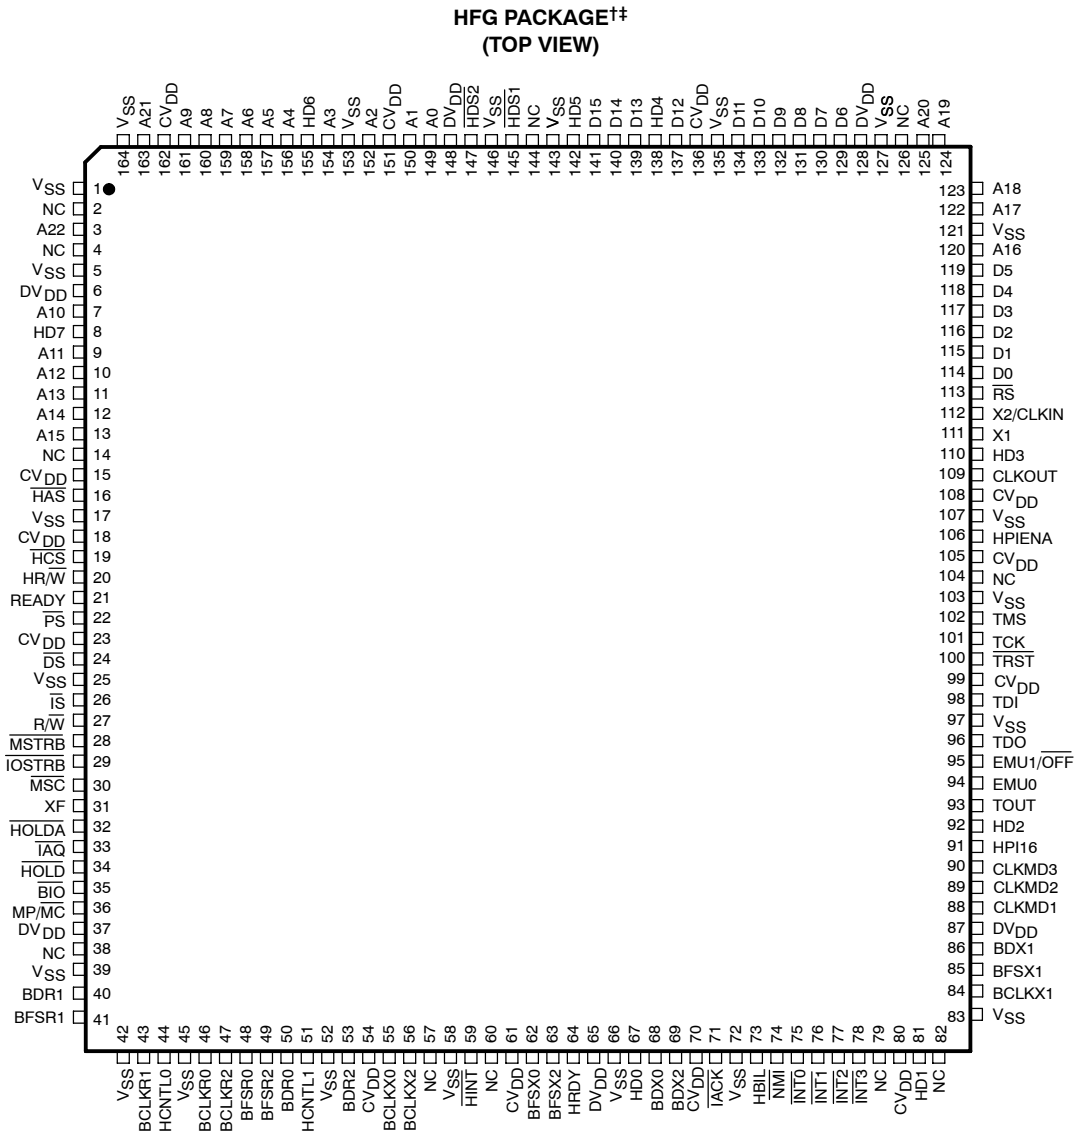 HFG PACKAGE†‡
(TOP VIEW)
VSS A21 CVDD A9 A8 A7 A6 A5 A4 HD6 A3 VSS A2 CVDD A1 A0 DVDD HDS2 VSS HDS1 NC VSS HD5 D15 D14 D13 HD4 D12 CVDD VSS D11 D10 D9 D8 D7 D6 DVDD VSS NC A20 A19
164 163 162 161 160 159 158 157 156 155 154 153 152 151 150 149 148 147 146 145 144 143 142 141 140 139 138 137 136 135 134 133 132 131 130 129 128 127 126 125 124
VSS 1
NC 2
A22 3
NC 4
VSS 5
DVDD 6
A10 7
HD7 8
A11 9
A12 10
A13 11
A14 12
A15 13
NC 14
CVDD 15
HAS 16
VSS 17
CVDD 18
HCS 19
HR/W 20
READY 21
PS 22
CVDD 23
DS 24
VSS 25
IS 26
R/W 27
MSTRB 28
IOSTRB 29
MSC 30
XF 31
HOLDA 32
IAQ 33
HOLD 34
BIO 35
MP/MC 36
DVDD 37
NC 38
VSS 39
BDR1 40
BFSR1 41
123 A18
122 A17
121 VSS
120 A16
119 D5
118 D4
117 D3
116 D2
115 D1
114 D0
113 RS
112 X2/CLKIN
111 X1
110 HD3
109 CLKOUT
108 CVDD
107 VSS
106 HPIENA
105 CVDD
104 NC
103 VSS
102 TMS
101 TCK
100 TRST
99 CVDD
98 TDI
97 VSS
96 TDO
95 EMU1/OFF
94 EMU0
93 TOUT
92 HD2
91 HPI16
90 CLKMD3
89 CLKMD2
88 CLKMD1
87 DVDD
86 BDX1
85 BFSX1
84 BCLKX1
83 VSS
42 43 44 45 46 47 48 49 50 51 52 53 54 55 56 57 58 59 60 61 62 63 64 65 66 67 68 69 70 71 72 73 74 75 76 77 78 79 80 81 82
VSS BCLKR1 HCNTL0 VSS BCLKR0 BCLKR2 BFSR0 BFSR2 BDR0 HCNTL1 VSS BDR2 CVDD BCLKX0 BCLKX2 NC VSS HINT NC CVDD BFSX0 BFSX2 HRDY DVDD VSS HD0 BDX0 BDX2 CVDD IACK VSS HBIL NMI INT0 INT1 INT2 INT3 NC CVDD HD1 NC